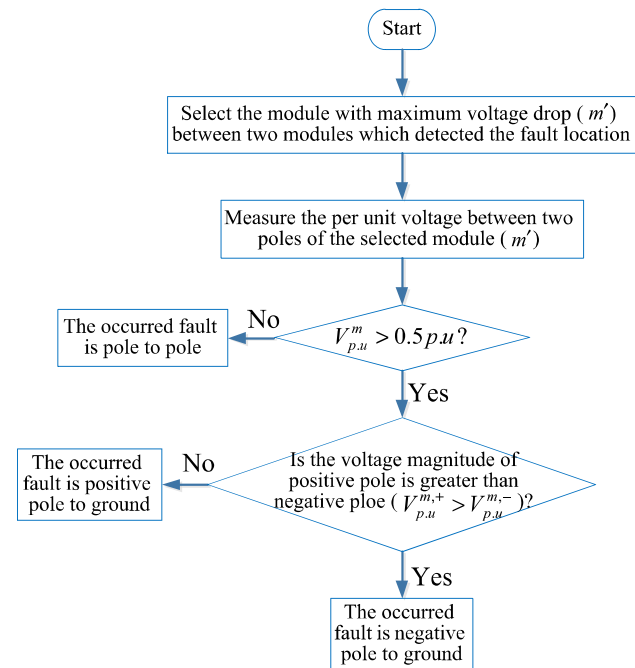 Start
Select the module with maximum voltage drop ( m′)
between two modules which detected the fault location
Measure the per unit voltage between two
poles of the selected module ( m′)
V_{p.u}^{m} > 0.5 p.u ?
No
The occurred fault
is pole to pole
Yes
Is the voltage magnitude of
positive pole is greater than
negative ploe ( V_{p.u}^{m,+} > V_{p.u}^{m,-} )?
No
The occurred
fault is positive
pole to ground
Yes
The occurred
fault is negative
pole to ground